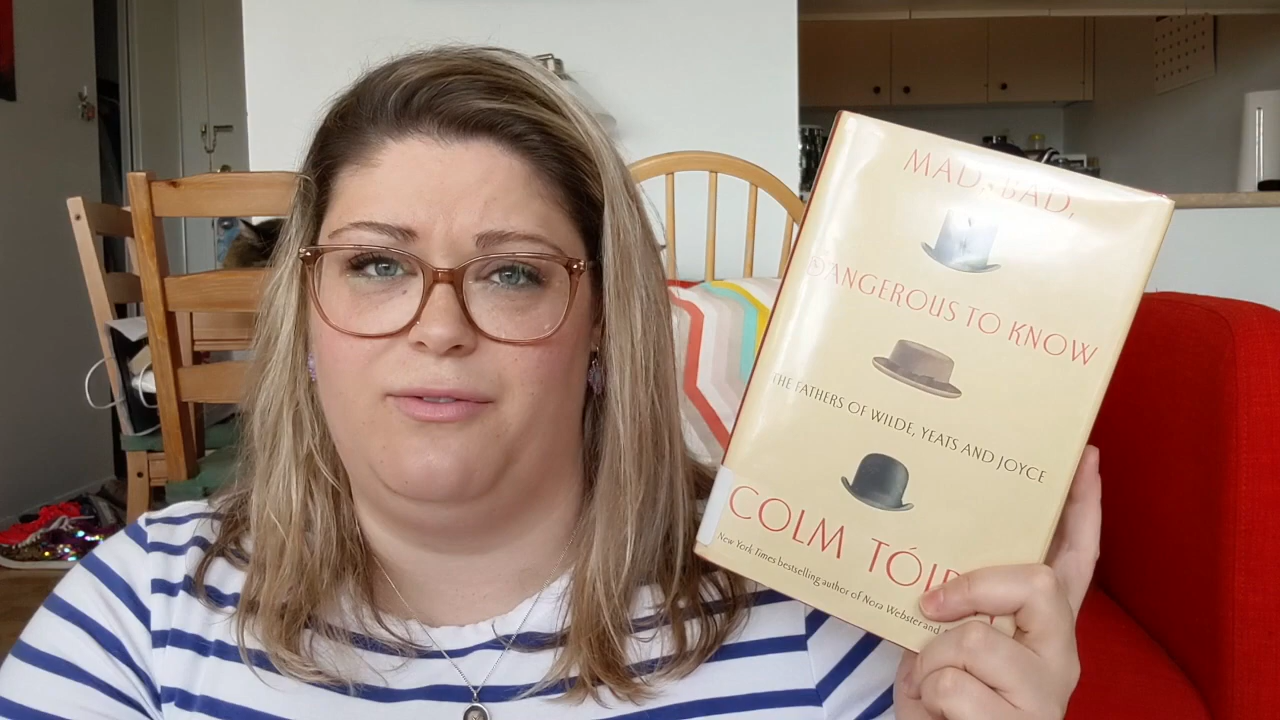 MAD, BAD,
DANGEROUS TO KNOW
THE FATHERS OF WILDE, YEATS AND JOYCE
COLM
New York Times bestselling author of Nora Webster and